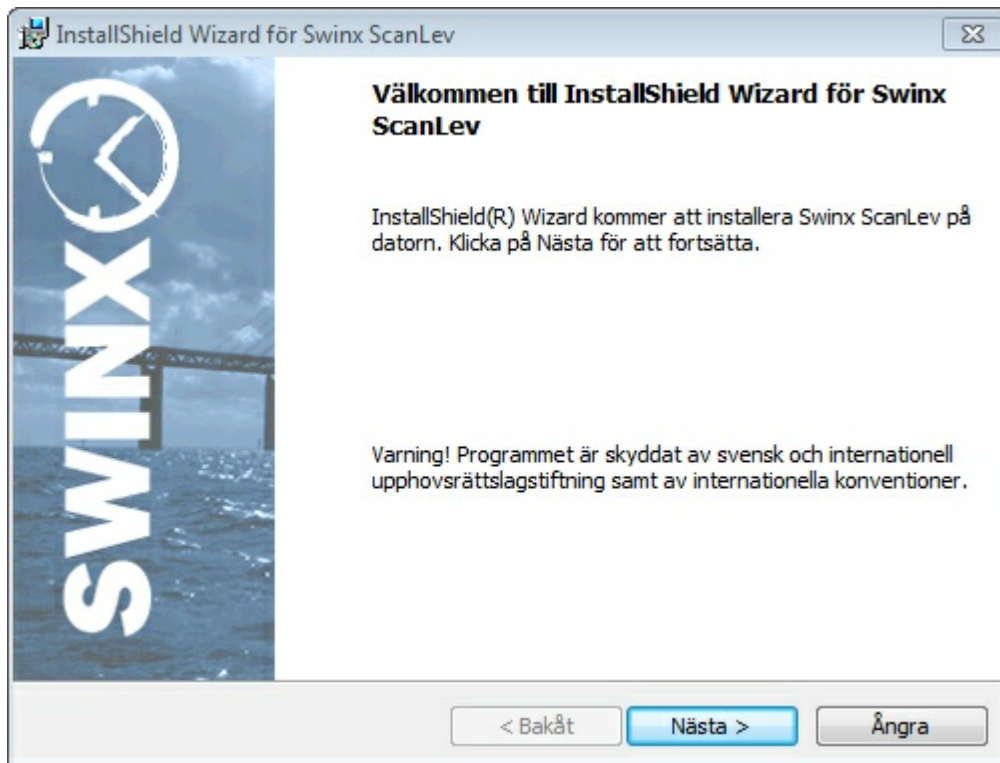 InstallShield Wizard för Swinx ScanLev
SWINX
Välkommen till InstallShield Wizard för Swinx
ScanLev
InstallShield(R) Wizard kommer att installera Swinx ScanLev på
datorn. Klicka på Nästa för att fortsätta.
Varning! Programmet är skyddat av svensk och internationell
upphovsrättslagstiftning samt av internationella konventioner.
< Bakåt
Nästa >
Ångra